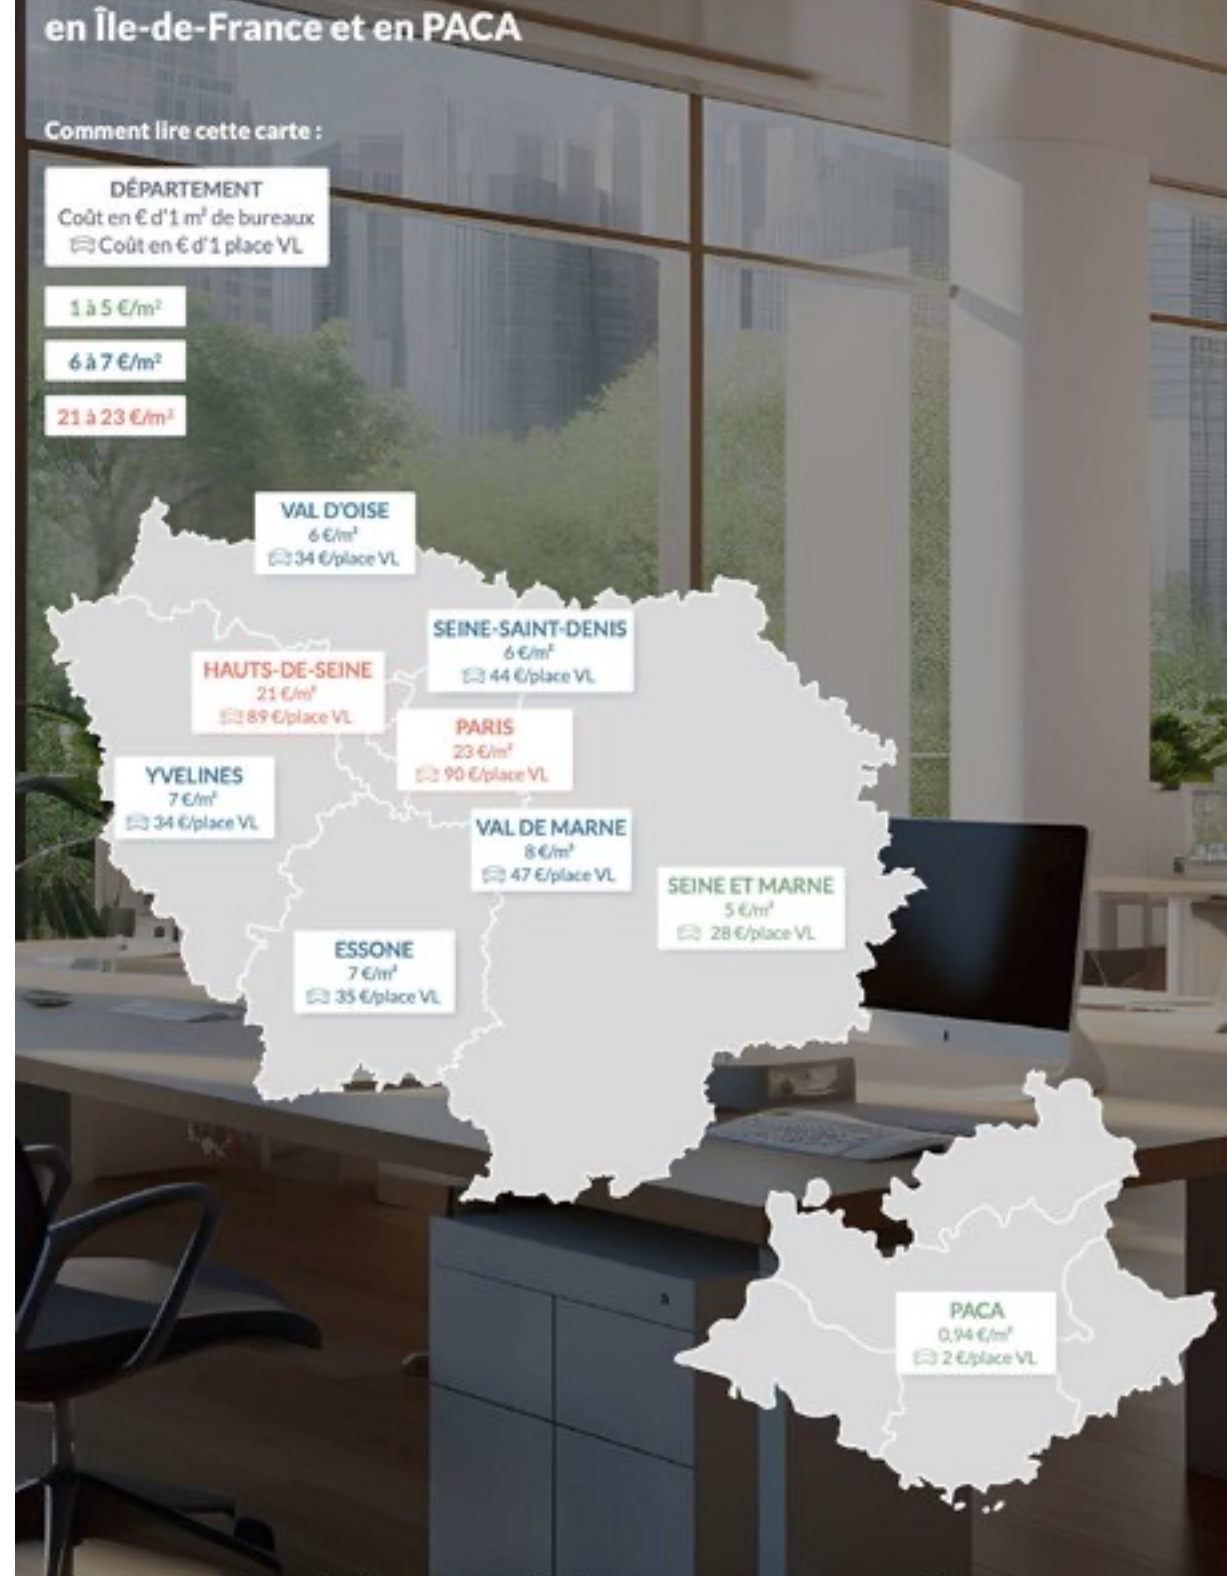 en Île-de-France et en PACA
Comment lire cette carte :
DÉPARTEMENT
Coût en € d'1 m² de bureaux
Coût en € d'1 place VL
1 à 5 €/m²
6 à 7 €/m²
21 à 23 €/m²
VAL D'OISE
6 €/m²
34 €/place VL
SEINE-SAINT-DENIS
6 €/m²
44 €/place VL
HAUTS-DE-SEINE
21 €/m²
89 €/place VL
PARIS
23 €/m²
90 €/place VL
YVELINES
7 €/m²
34 €/place VL
VAL DE MARNE
8 €/m²
47 €/place VL
SEINE ET MARNE
5 €/m²
28 €/place VL
ESSONE
7 €/m²
35 €/place VL
PACA
0,94 €/m²
2 €/place VL